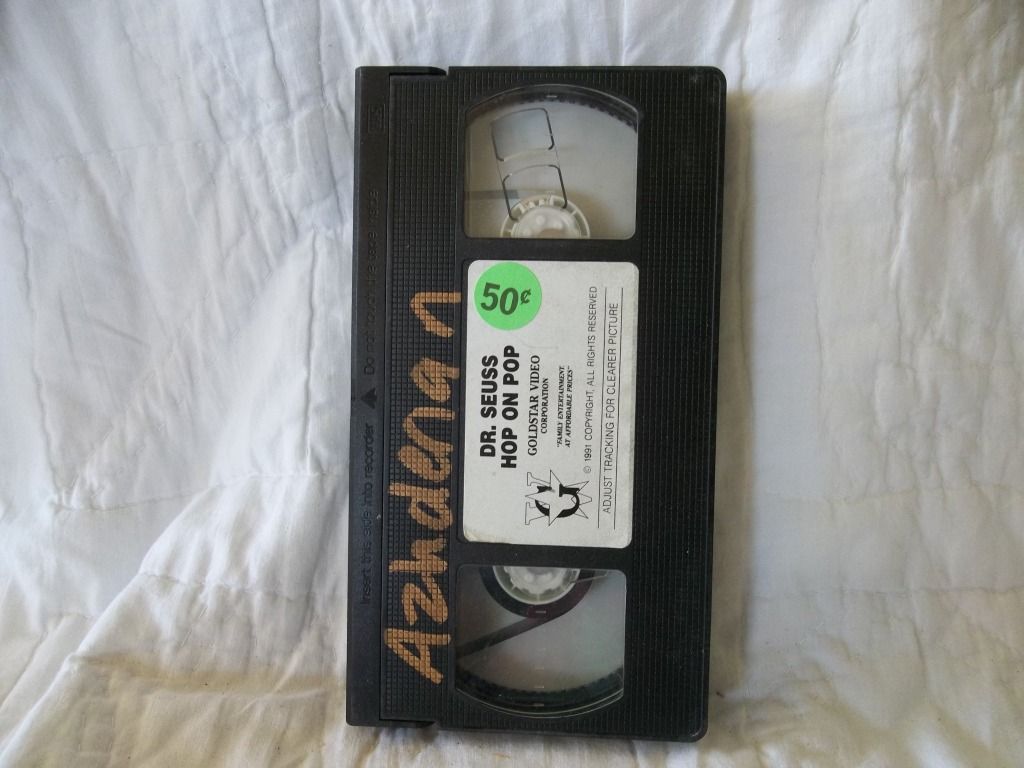 Insert this side into recorder ▲ Do not touch the tape inside
50¢
DR. SEUSS
HOP ON POP
GOLDSTAR VIDEO
CORPORATION
"FAMILY ENTERTAINMENT
AT AFFORDABLE PRICES"
© 1991 COPYRIGHT, ALL RIGHTS RESERVED
ADJUST TRACKING FOR CLEARER PICTURE